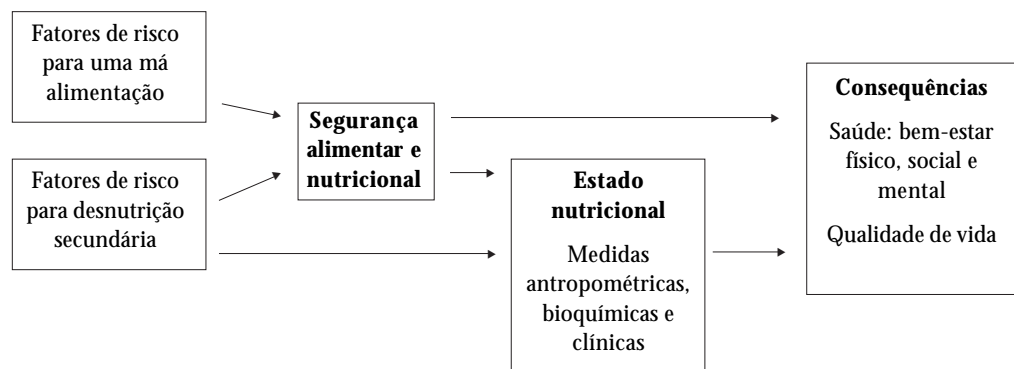 Fatores de risco
para uma má
alimentação
Fatores de risco
para desnutrição
secundária
Segurança
alimentar e
nutricional
Estado
nutricional
Medidas
antropométricas,
bioquímicas e
clínicas
Consequências
Saúde: bem-estar
físico, social e
mental
Qualidade de vida